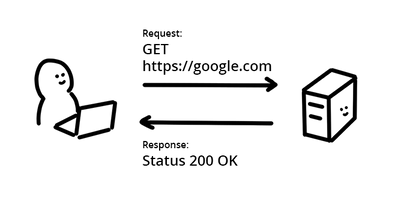 Request:
GET
https://google.com
Response:
Status 200 OK